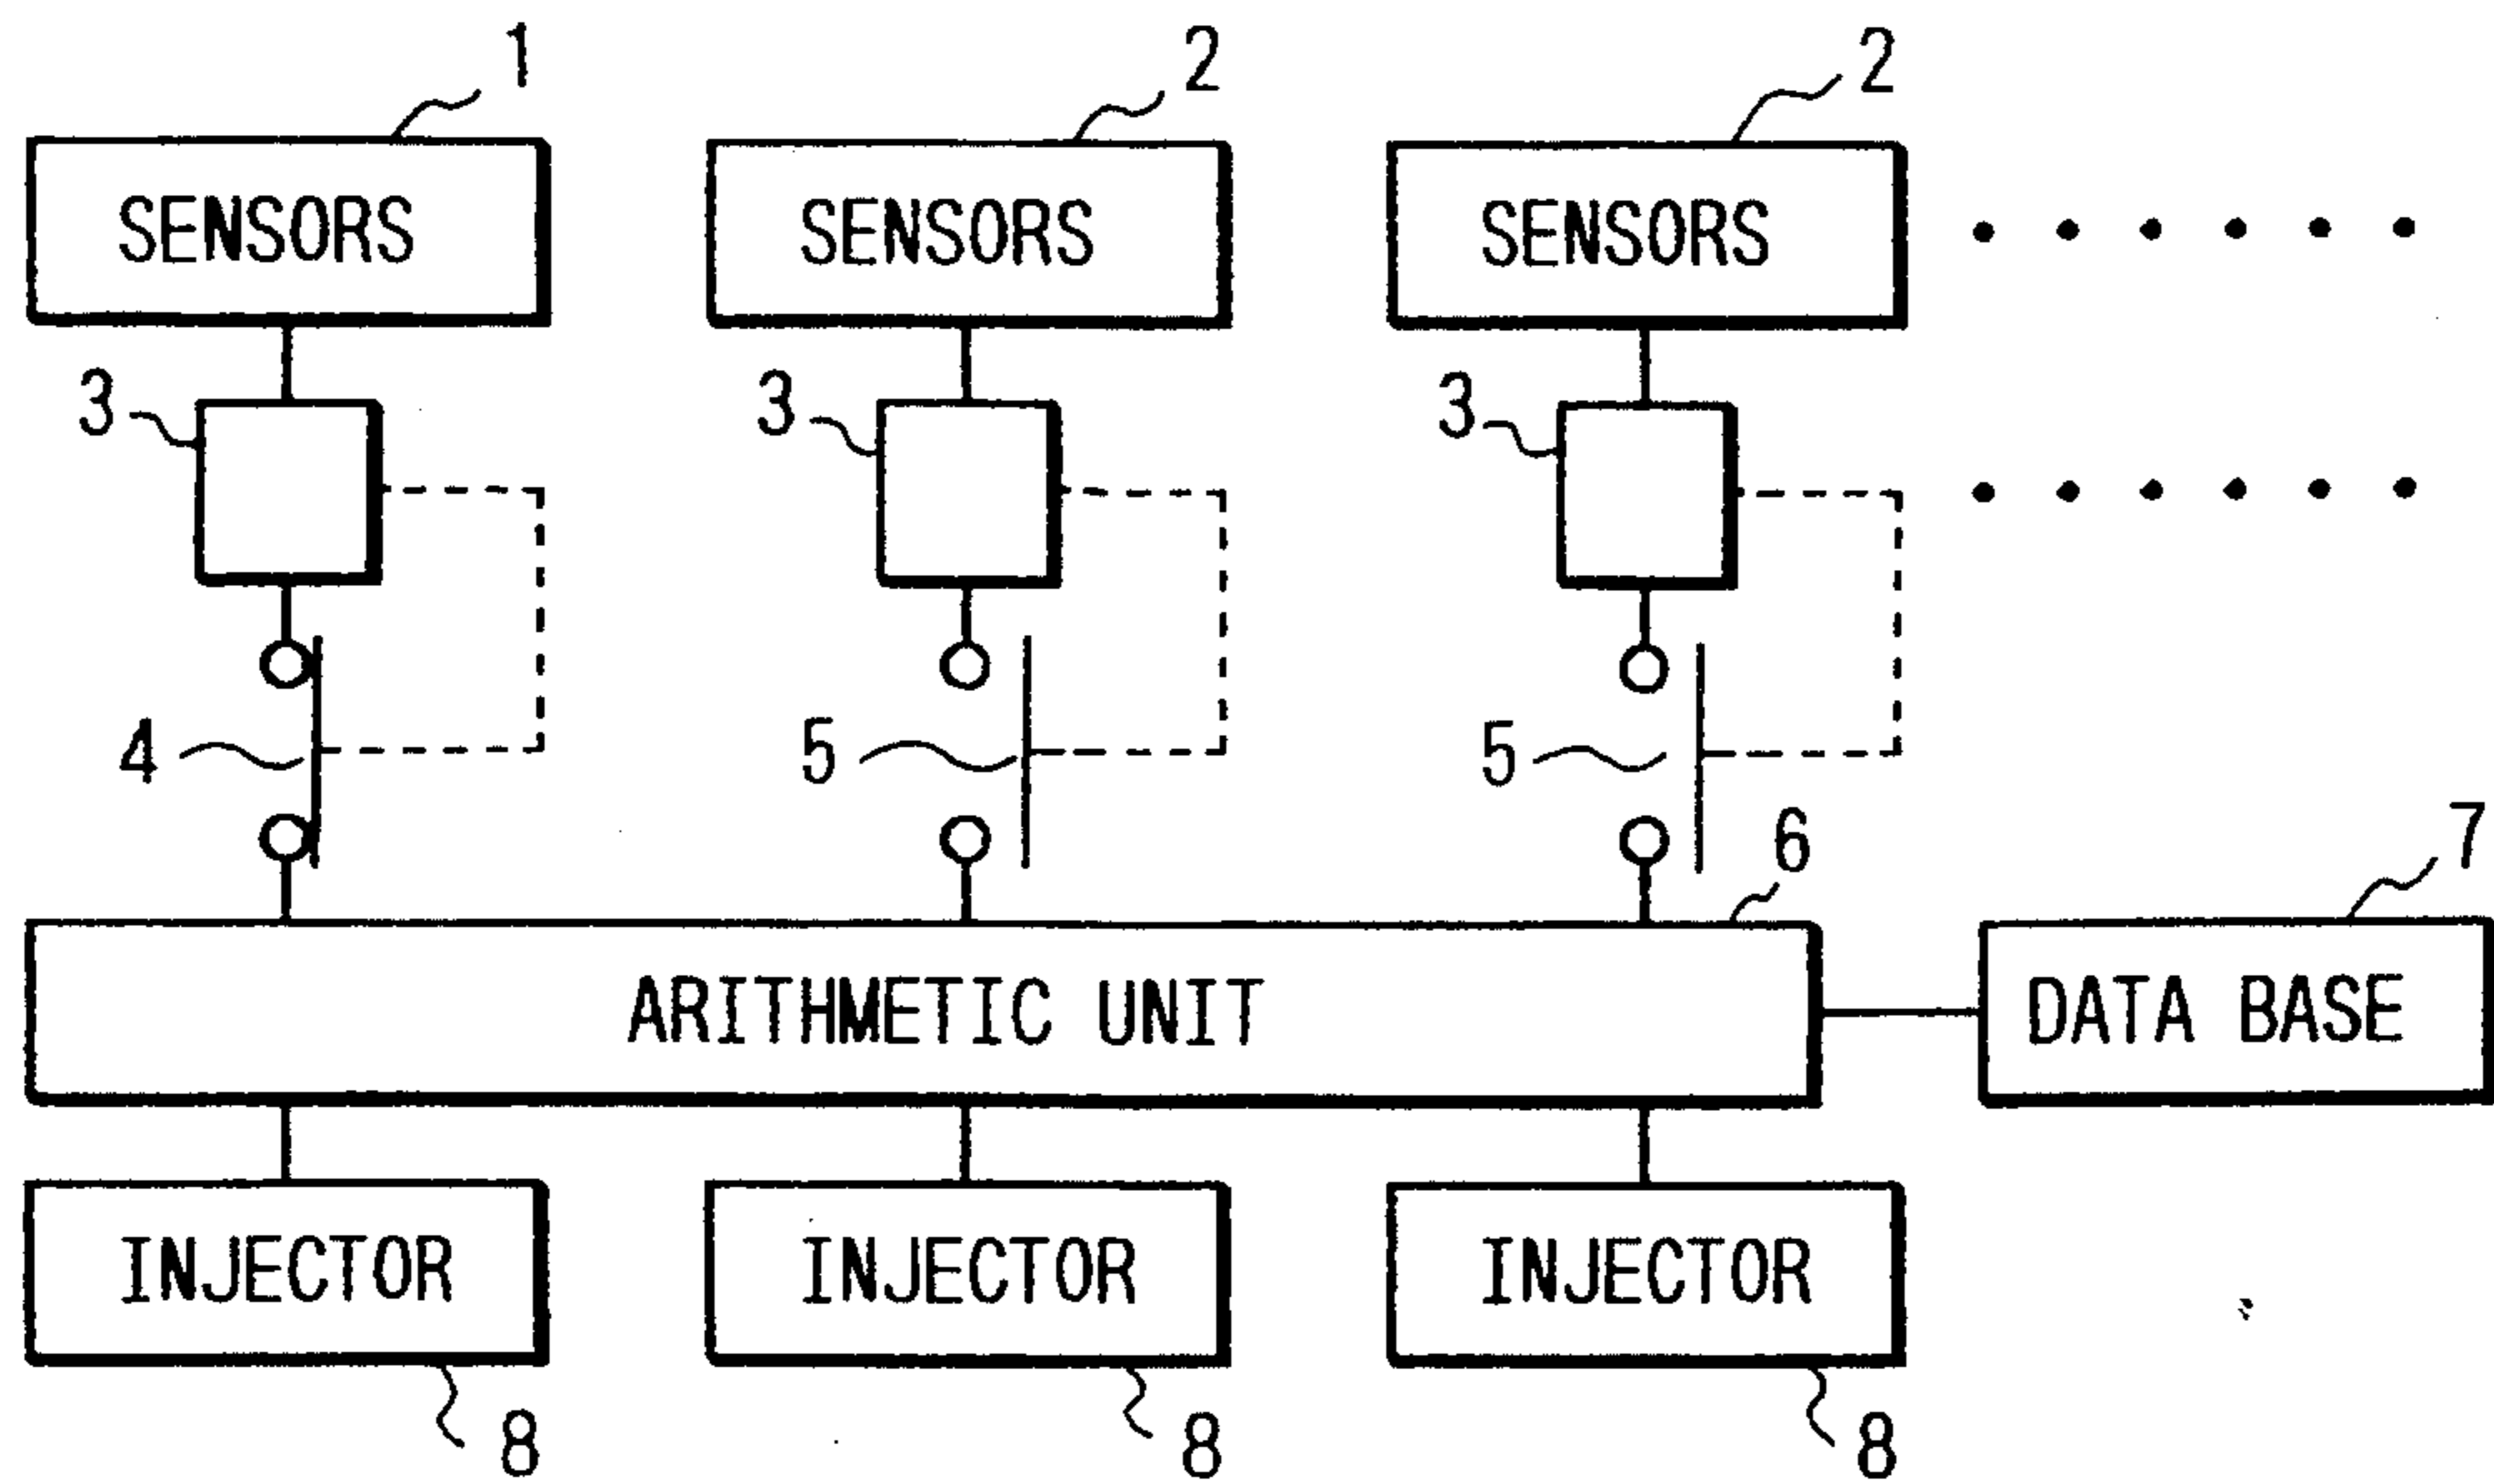 1 2 2
SENSORS SENSORS SENSORS
3 3 3
4 5 5
6 7
ARITHMETIC UNIT DATA BASE
INJECTOR INJECTOR INJECTOR
8 8 8